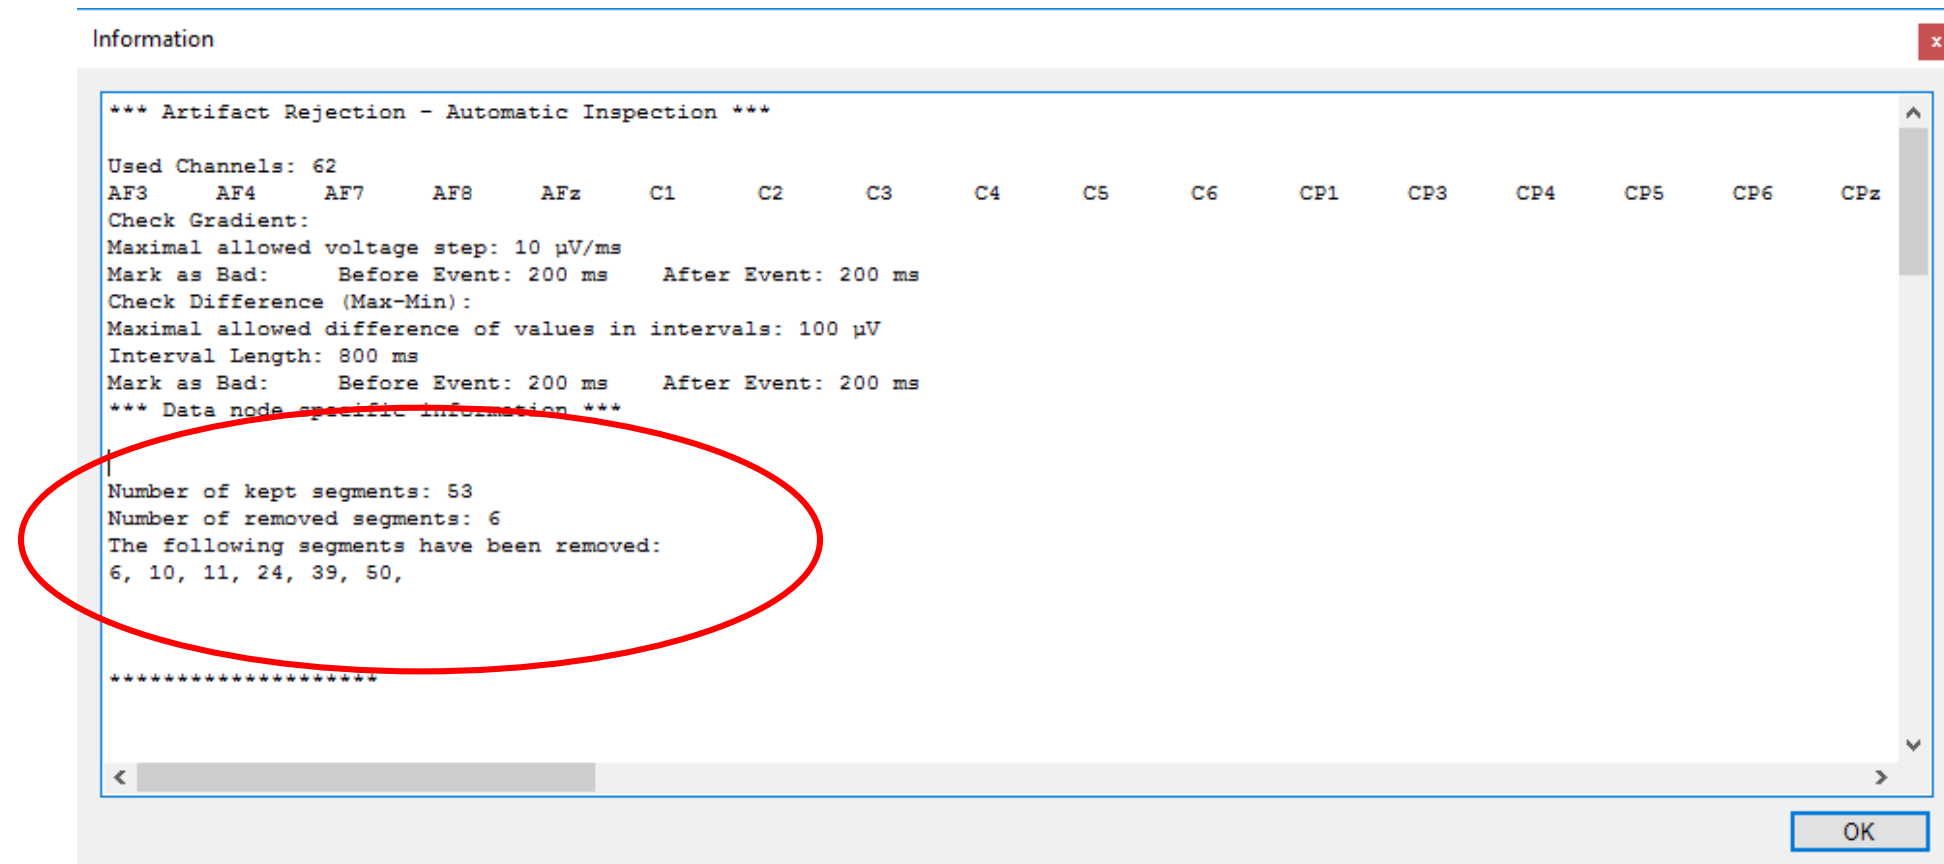 Information
x
*** Artifact Rejection - Automatic Inspection ***
Used Channels: 62
AF3 AF4 AF7 AF8 AFz C1 C2 C3 C4 C5 C6 CP1 CP3 CP4 CP5 CP6 CPz
Check Gradient:
Maximal allowed voltage step: 10 µV/ms
Mark as Bad: Before Event: 200 ms After Event: 200 ms
Check Difference (Max-Min):
Maximal allowed difference of values in intervals: 100 µV
Interval Length: 800 ms
Mark as Bad: Before Event: 200 ms After Event: 200 ms
*** Data node specific information ***
Number of kept segments: 53
Number of removed segments: 6
The following segments have been removed:
6, 10, 11, 24, 39, 50,
********************
OK